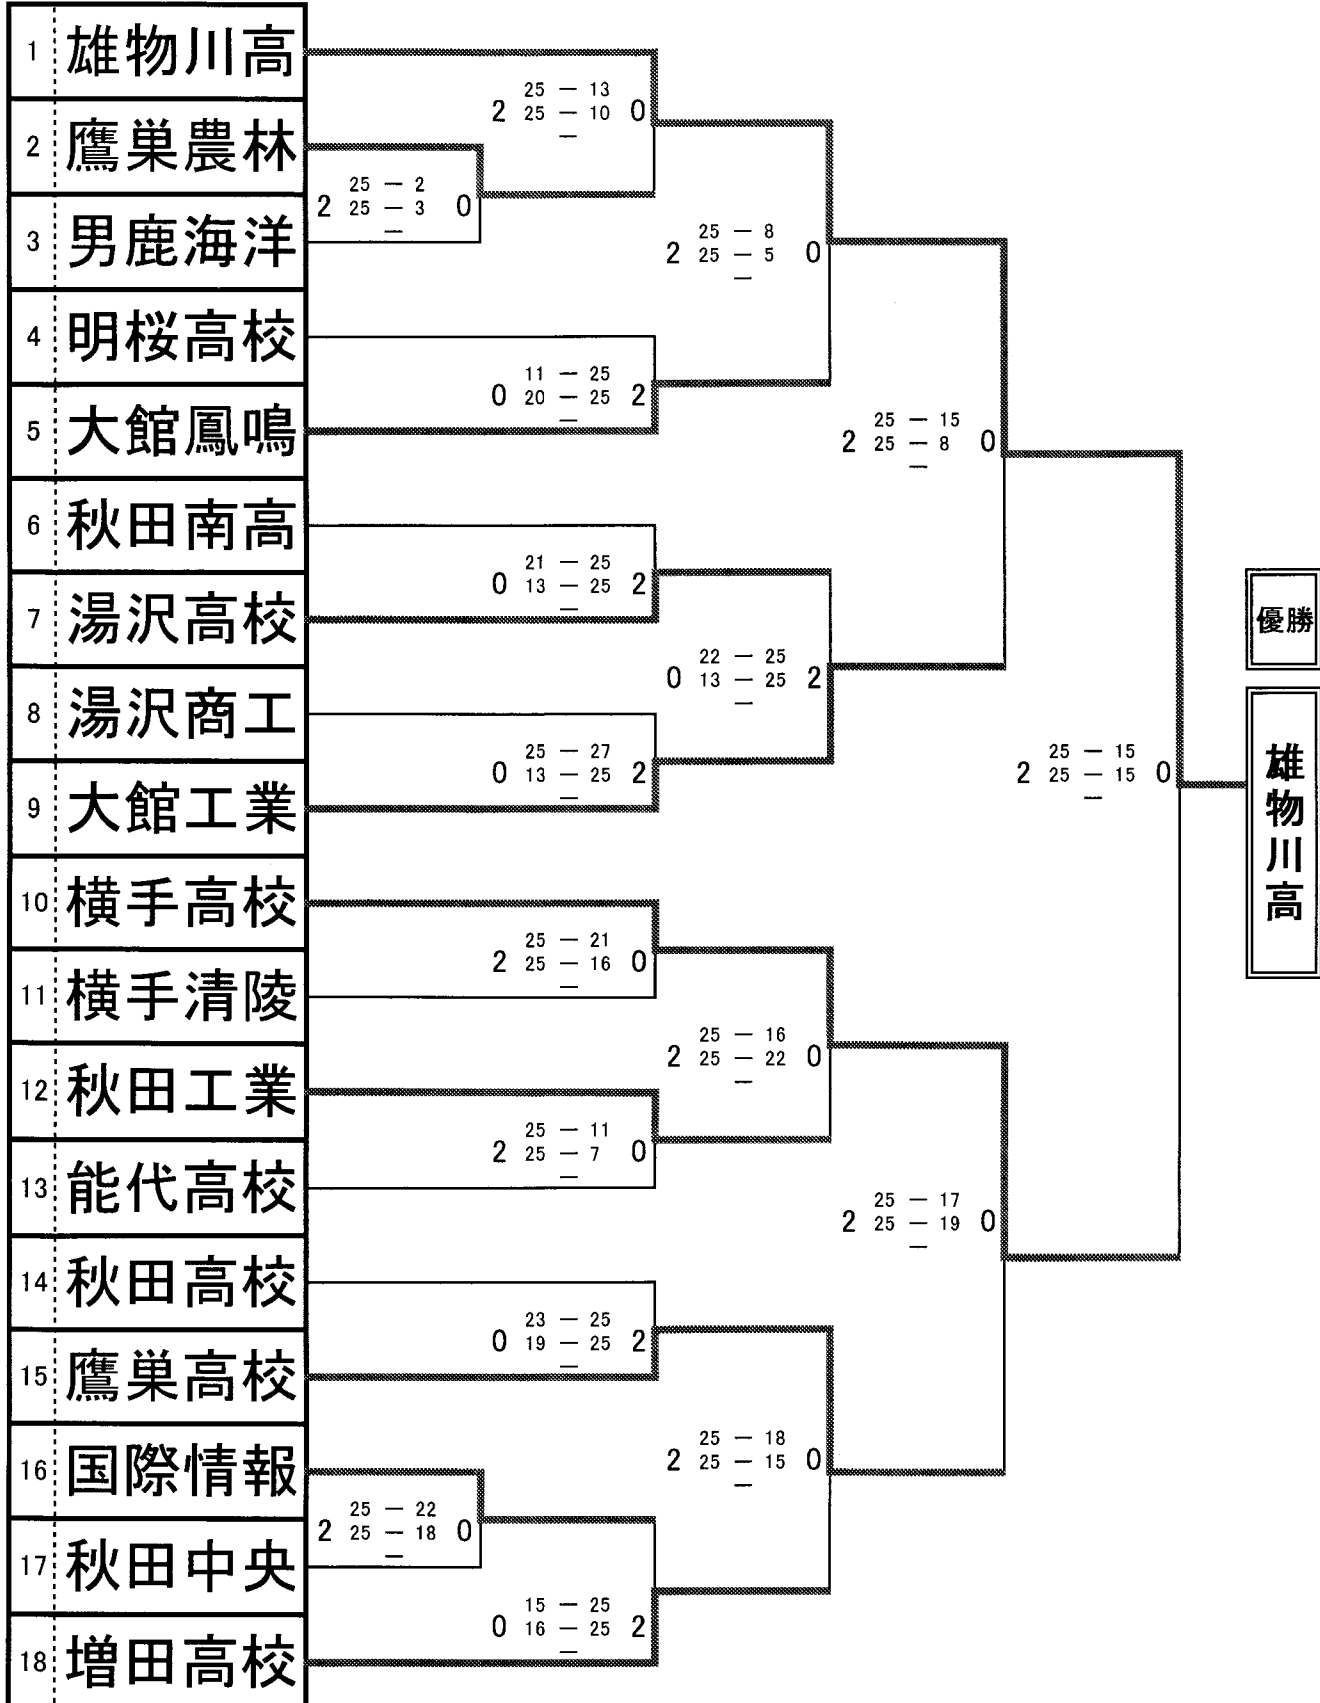 1 雄物川高
2 鷹巣農林
3 男鹿海洋
4 明桜高校
5 大館鳳鳴
6 秋田南高
7 湯沢高校
8 湯沢商工
9 大館工業
10 横手高校
11 横手清陵
12 秋田工業
13 能代高校
14 秋田高校
15 鷹巣高校
16 国際情報
17 秋田中央
18 増田高校
2 25 — 2 0
25 — 3
—
2 25 — 22 0
25 — 18
—
2 25 — 13 0
25 — 10
—
0 11 — 25 2
20 — 25
—
0 21 — 25 2
13 — 25
—
0 25 — 27 2
13 — 25
—
2 25 — 21 0
25 — 16
—
2 25 — 11 0
25 — 7
—
0 23 — 25 2
19 — 25
—
0 15 — 25 2
16 — 25
—
2 25 — 8 0
25 — 5
—
0 22 — 25 2
13 — 25
—
2 25 — 16 0
25 — 22
—
2 25 — 18 0
25 — 15
—
2 25 — 15 0
25 — 8
—
2 25 — 17 0
25 — 19
—
2 25 — 15 0
25 — 15
—
優勝
雄物川高